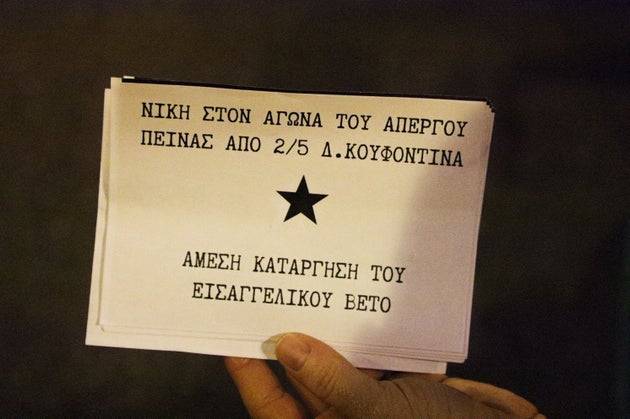 ΝΙΚΗ ΣΤΟΝ ΑΓΩΝΑ ΤΟΥ ΑΠΕΡΓΟΥ
ΠΕΙΝΑΣ ΑΠΟ 2/5 Δ.ΚΟΥΦΟΝΤΙΝΑ
ΑΜΕΣΗ ΚΑΤΑΡΓΗΣΗ ΤΟΥ
ΕΙΣΑΓΓΕΛΙΚΟΥ ΒΕΤΟ